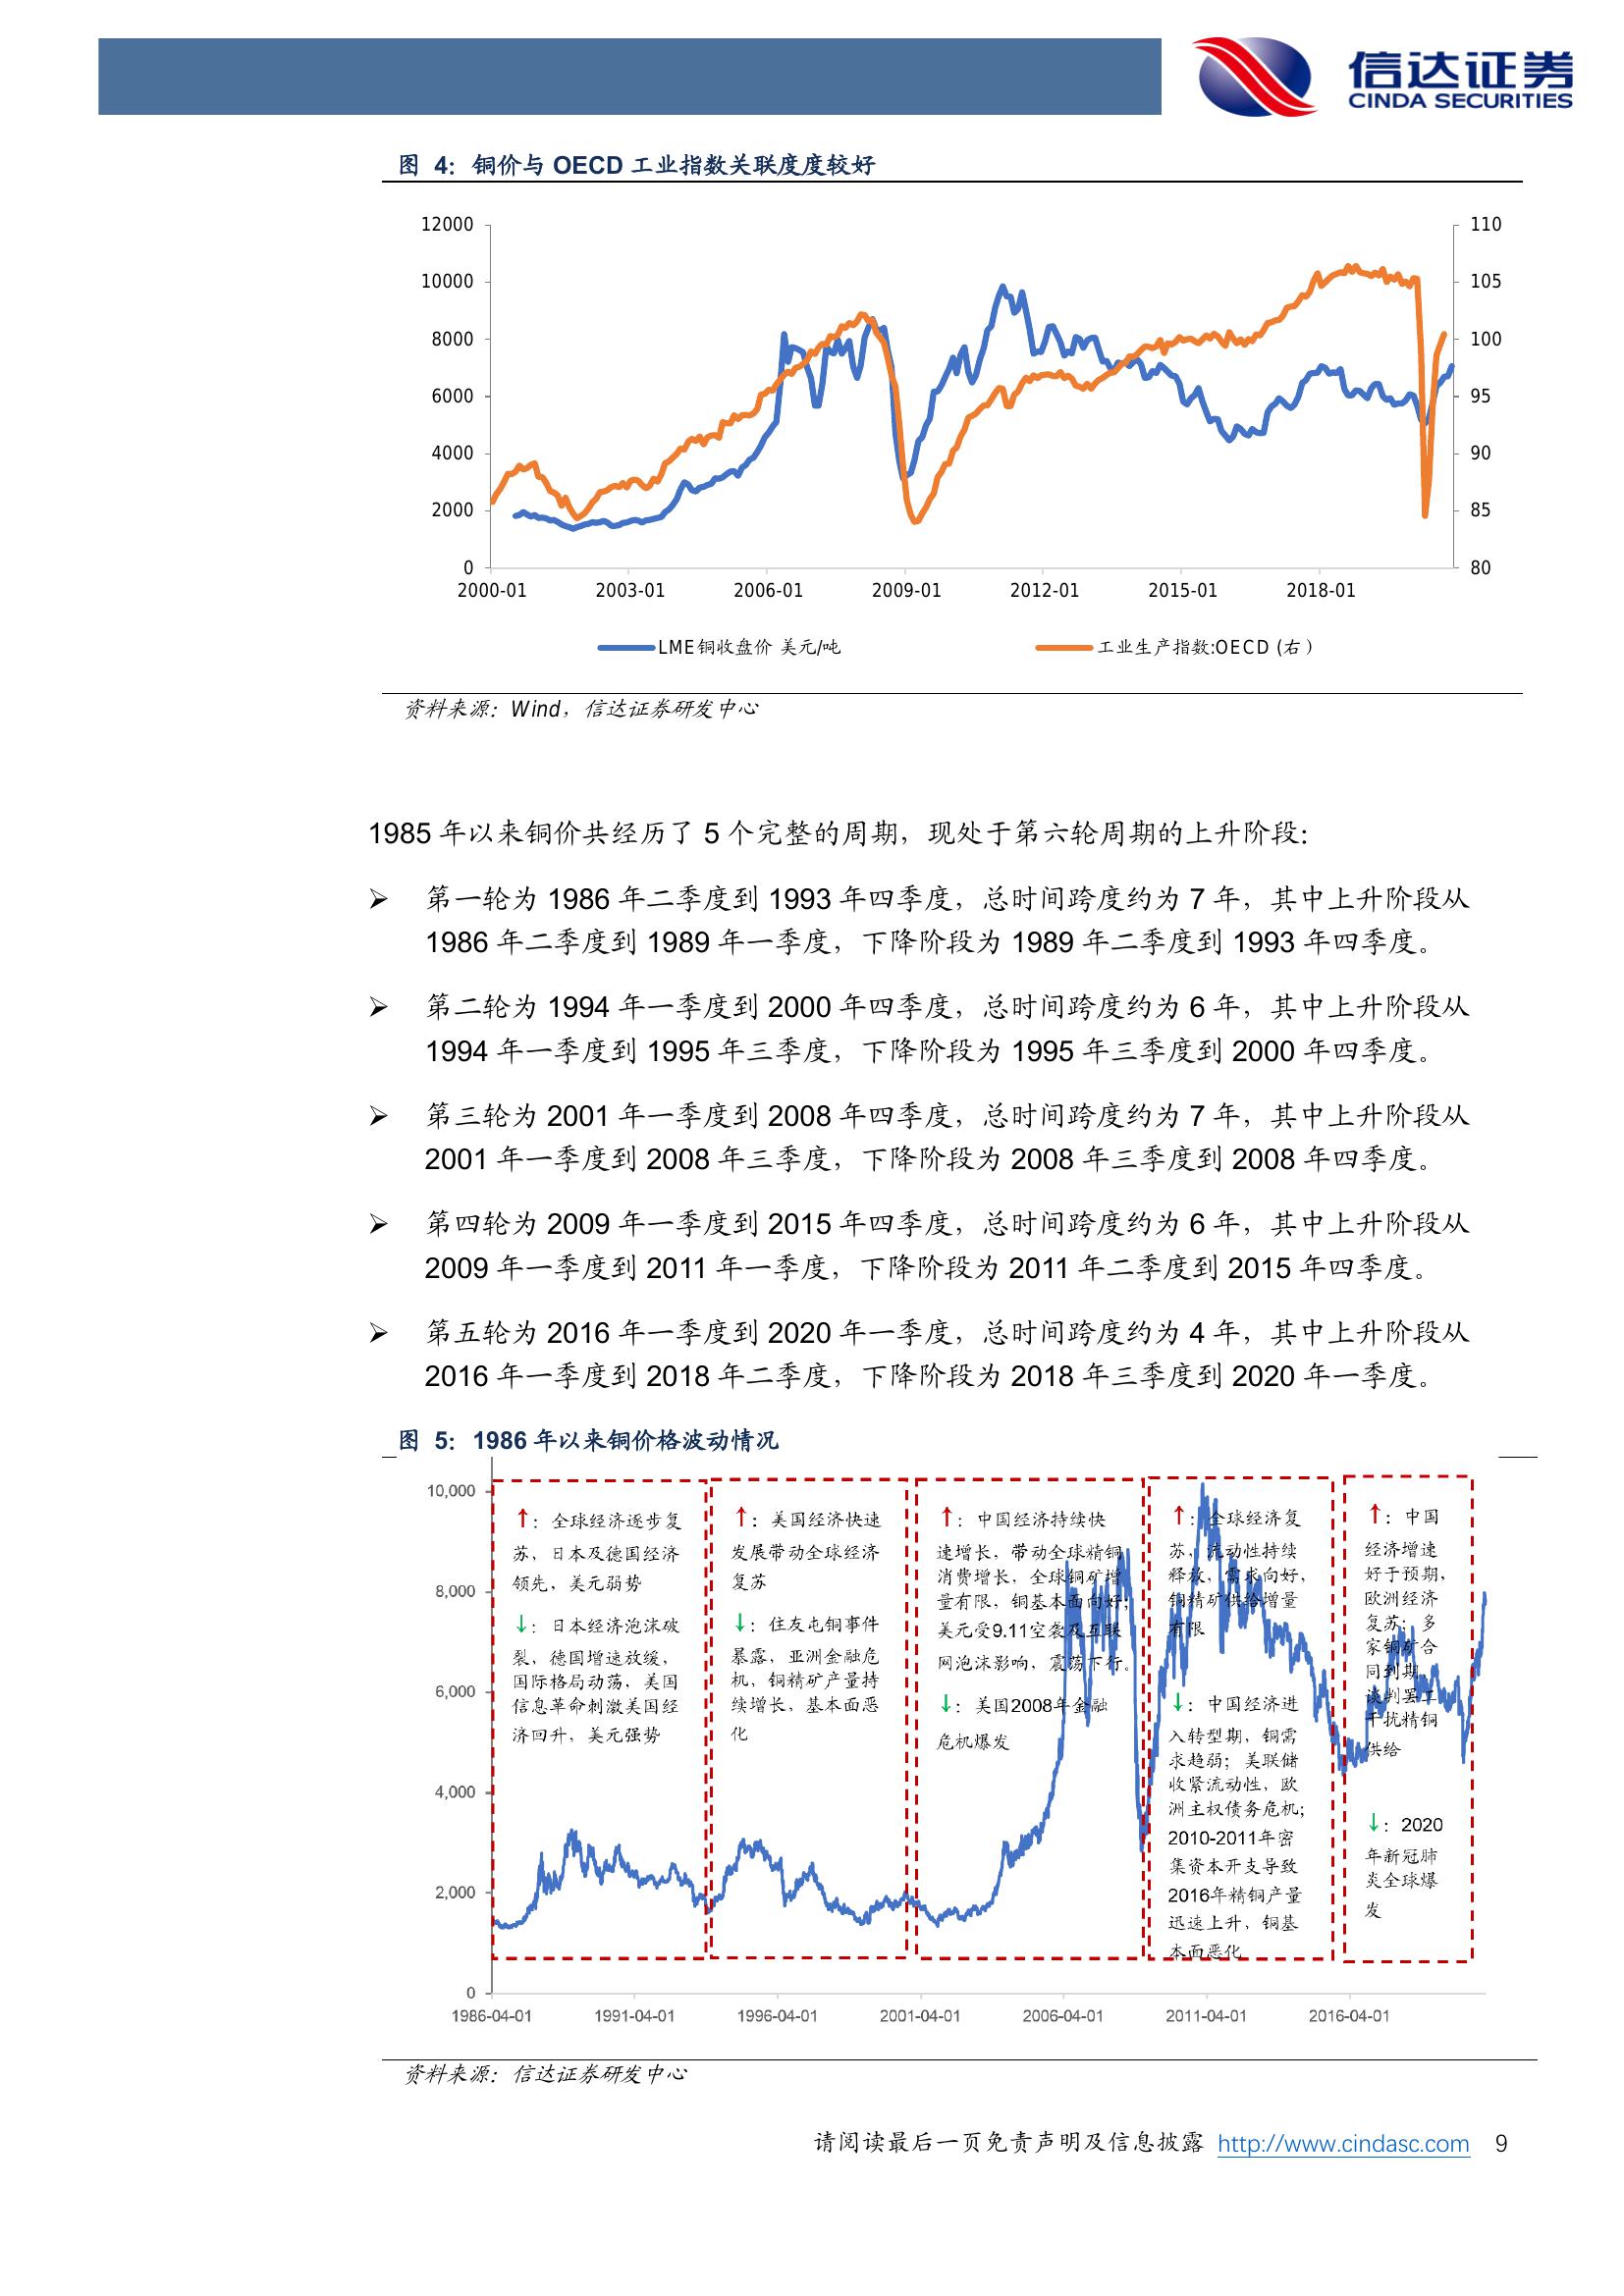 信达证券
CINDA SECURITIES
图 4：铜价与 OECD 工业指数关联度度较好
12000
10000
8000
6000
4000
2000
0
110
105
100
95
90
85
80
2000-01 2003-01 2006-01 2009-01 2012-01 2015-01 2018-01
LME铜收盘价 美元/吨 工业生产指数:OECD (右）
资料来源：Wind，信达证券研发中心
1985 年以来铜价共经历了 5 个完整的周期，现处于第六轮周期的上升阶段：
➢ 第一轮为 1986 年二季度到 1993 年四季度，总时间跨度约为 7 年，其中上升阶段从
1986 年二季度到 1989 年一季度，下降阶段为 1989 年二季度到 1993 年四季度。
➢ 第二轮为 1994 年一季度到 2000 年四季度，总时间跨度约为 6 年，其中上升阶段从
1994 年一季度到 1995 年三季度，下降阶段为 1995 年三季度到 2000 年四季度。
➢ 第三轮为 2001 年一季度到 2008 年四季度，总时间跨度约为 7 年，其中上升阶段从
2001 年一季度到 2008 年三季度，下降阶段为 2008 年三季度到 2008 年四季度。
➢ 第四轮为 2009 年一季度到 2015 年四季度，总时间跨度约为 6 年，其中上升阶段从
2009 年一季度到 2011 年一季度，下降阶段为 2011 年二季度到 2015 年四季度。
➢ 第五轮为 2016 年一季度到 2020 年一季度，总时间跨度约为 4 年，其中上升阶段从
2016 年一季度到 2018 年二季度，下降阶段为 2018 年三季度到 2020 年一季度。
图 5：1986 年以来铜价格波动情况
10,000
8,000
6,000
4,000
2,000
0
↑：全球经济逐步复
苏，日本及德国经济
领先，美元弱势
↓：日本经济泡沫破
裂，德国增速放缓，
国际格局动荡，美国
信息革命刺激美国经
济回升，美元强势
↑：美国经济快速
发展带动全球经济
复苏
↓：住友屯铜事件
暴露，亚洲金融危
机，铜精矿产量持
续增长，基本面恶
化
↑：中国经济持续快
速增长，带动全球精铜
消费增长，全球铜矿增
量有限，铜基本面向好；
美元受9.11空袭及互联
网泡沫影响，震荡下行。
↓：美国2008年金融
危机爆发
↑：全球经济复
苏，流动性持续
释放，需求向好，
铜精矿供给增量
有限
↓：中国经济进
入转型期，铜需
求趋弱；美联储
收紧流动性，欧
洲主权债务危机；
2010-2011年密
集资本开支导致
2016年精铜产量
迅速上升，铜基
本面恶化
↑：中国
经济增速
好于预期，
欧洲经济
复苏；多
家铜矿合
同到期，
谈判罢工
干扰精铜
供给
↓：2020
年新冠肺
炎全球爆
发
1986-04-01 1991-04-01 1996-04-01 2001-04-01 2006-04-01 2011-04-01 2016-04-01
资料来源：信达证券研发中心
请阅读最后一页免责声明及信息披露 http://www.cindasc.com 9